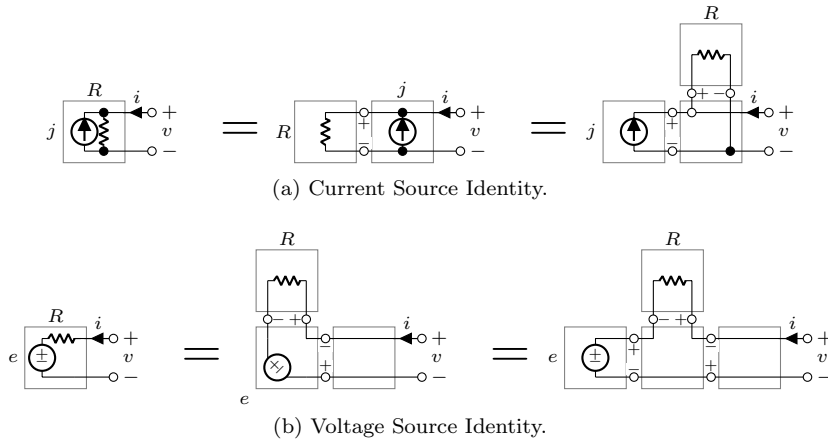 R
R i + j v −
= R j i + + v − − =
R + − j + i + − v −
(a) Current Source Identity.
R
R i + e ± v −
= − + − i + + v e − =
R − + e ± + − i + − + v −
(b) Voltage Source Identity.